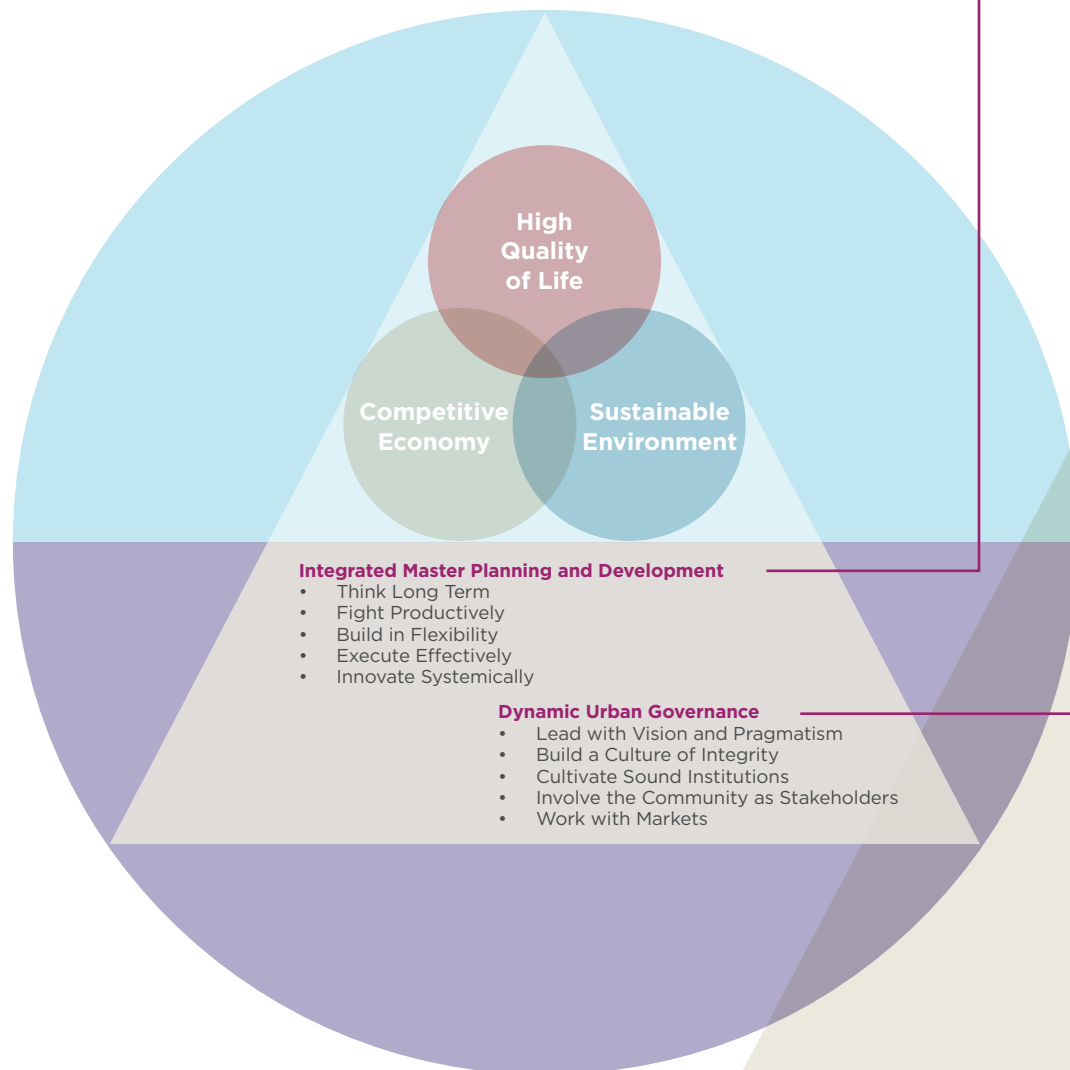 High
Quality
of Life
Competitive
Economy
Sustainable
Environment
Integrated Master Planning and Development
• Think Long Term
• Fight Productively
• Build in Flexibility
• Execute Effectively
• Innovate Systemically
Dynamic Urban Governance
• Lead with Vision and Pragmatism
• Build a Culture of Integrity
• Cultivate Sound Institutions
• Involve the Community as Stakeholders
• Work with Markets